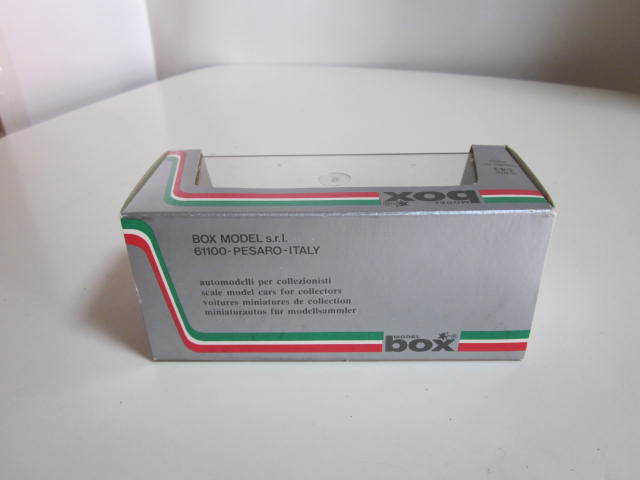 MODEL
box
BOX MODEL s.r.l.
61100-PESARO-ITALY
automodelli per collezionisti
scale model cars for collectors
voitures miniatures de collection
miniaturautos für modellsammler
MODEL
box